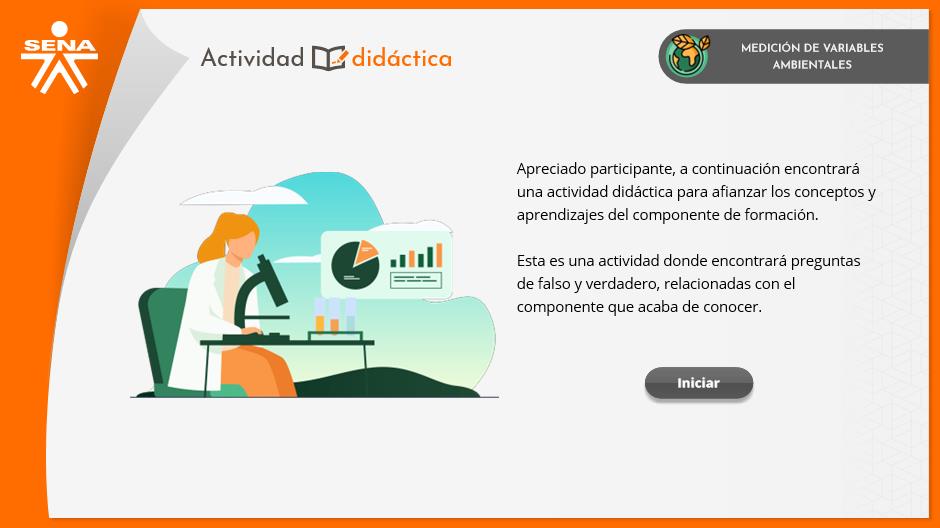 SENA
Actividad didáctica
MEDICIÓN DE VARIABLES
AMBIENTALES
Apreciado participante, a continuación encontrará
una actividad didáctica para afianzar los conceptos y
aprendizajes del componente de formación.
Esta es una actividad donde encontrará preguntas
de falso y verdadero, relacionadas con el
componente que acaba de conocer.
Iniciar